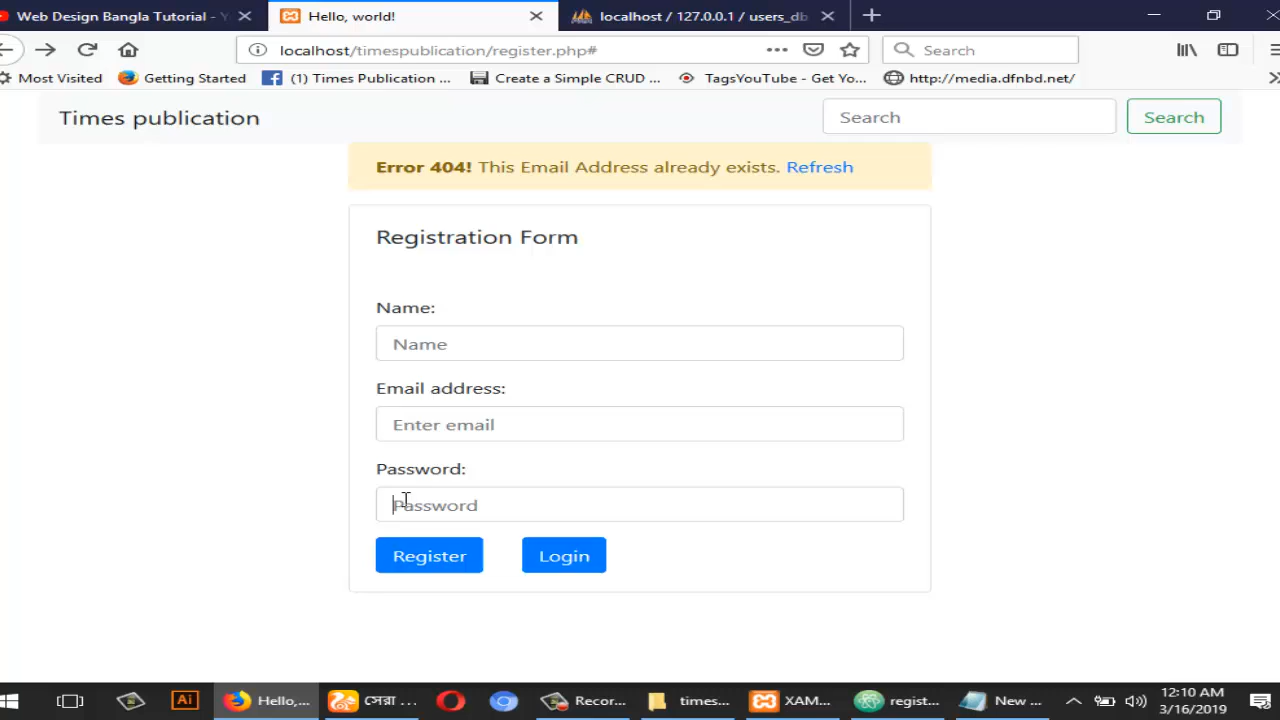 Web Design Bangla Tutorial - Y
Hello, world!
localhost / 127.0.0.1 / users_db
localhost/timespublication/register.php#
Search
Most Visited
Getting Started
(1) Times Publication ...
Create a Simple CRUD ...
TagsYouTube - Get Yo...
http://media.dfnbd.net/
Times publication
Search
Search
Error 404! This Email Address already exists. Refresh
Registration Form
Name:
Name
Email address:
Enter email
Password:
Password
Register
Login
Ai
Hello,...
সেরা ...
Recor...
times...
XAM...
regist...
New ...
12:10 AM
3/16/2019